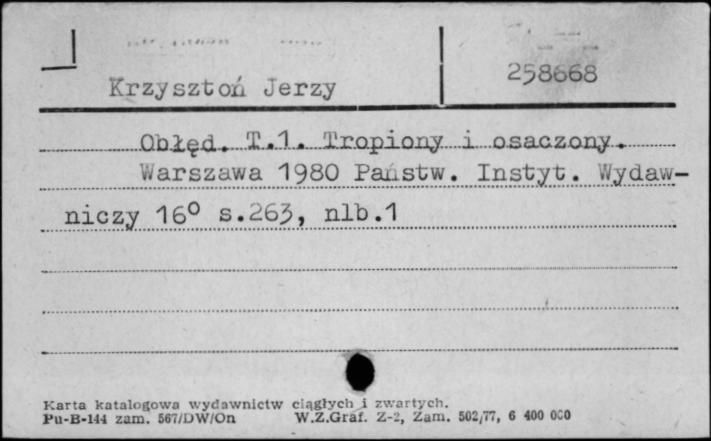 Krzysztoń Jerzy
258668
Obłęd. T.1. Tropiony i osaczony.
Warszawa 1980 Państw. Instyt. Wydaw-
niczy 16º s.263, nlb.1
Karta katalogowa wydawnictw ciągłych i zwartych.
Pu-B-144 zam. 567/DW/On W.Z.Graf. Z-2, Zam. 502/77, 6 400 000